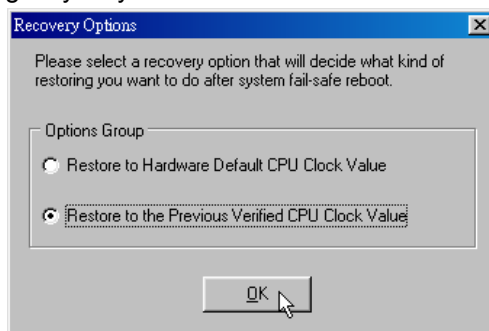 Recovery Options
Please select a recovery option that will decide what kind of
restoring you want to do after system fail-safe reboot.
Options Group
Restore to Hardware Default CPU Clock Value
Restore to the Previous Verified CPU Clock Value
OK